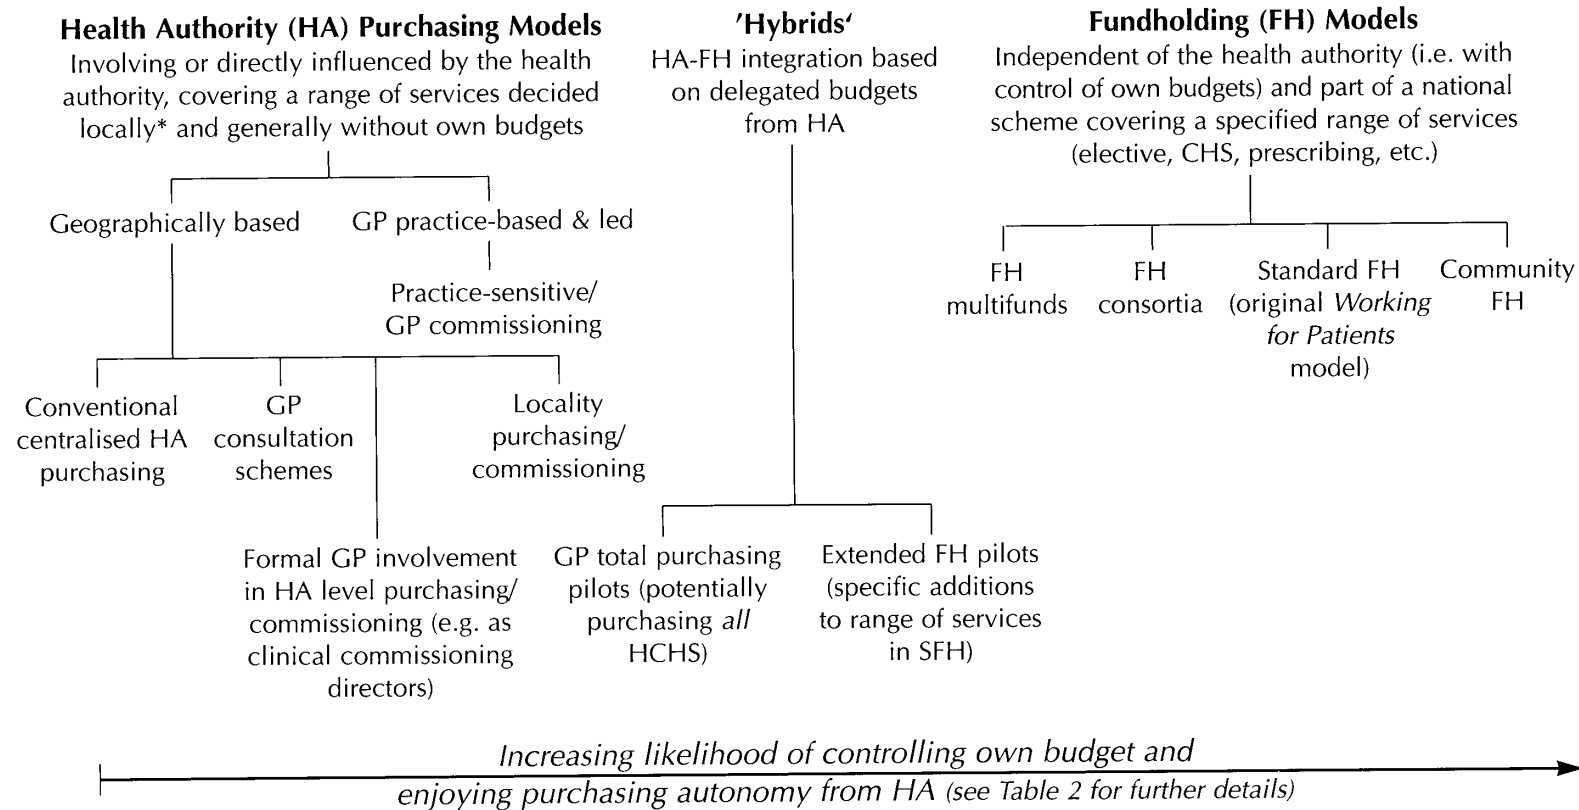 Health Authority (HA) Purchasing Models
Involving or directly influenced by the health
authority, covering a range of services decided
locally* and generally without own budgets
Geographically based
GP practice-based & led
Practice-sensitive/
GP commissioning
Conventional
centralised HA
purchasing
GP
consultation
schemes
Formal GP involvement
in HA level purchasing/
commissioning (e.g. as
clinical commissioning
directors)
Locality
purchasing/
commissioning
'Hybrids‘
HA-FH integration based
on delegated budgets
from HA
GP total purchasing
pilots (potentially
purchasing all
HCHS)
Extended FH pilots
(specific additions
to range of services
in SFH)
Fundholding (FH) Models
Independent of the health authority (i.e. with
control of own budgets) and part of a national
scheme covering a specified range of services
(elective, CHS, prescribing, etc.)
FH
multifunds
FH
consortia
Standard FH
(original Working
for Patients
model)
Community
FH
Increasing likelihood of controlling own budget and
enjoying purchasing autonomy from HA (see Table 2 for further details)